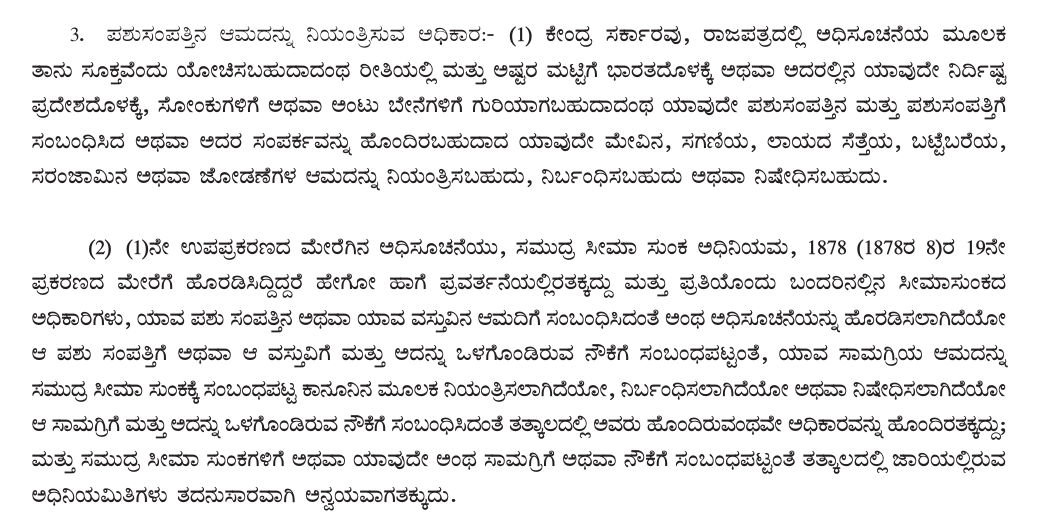 3. ಪಶುಸಂಪತ್ತಿನ ಆಮದನ್ನು ನಿಯಂತ್ರಿಸುವ ಅಧಿಕಾರ:- (1) ಕೇಂದ್ರ ಸರ್ಕಾರವು, ರಾಜಪತ್ರದಲ್ಲಿ ಅಧಿಸೂಚನೆಯ ಮೂಲಕ
ತಾನು ಸೂಕ್ತವೆಂದು ಯೋಚಿಸಬಹುದಾದಂಥ ರೀತಿಯಲ್ಲಿ ಮತ್ತು ಅಷ್ಟರ ಮಟ್ಟಿಗೆ ಭಾರತದೊಳಕ್ಕೆ ಅಥವಾ ಅದರಲ್ಲಿನ ಯಾವುದೇ ನಿರ್ದಿಷ್ಟ
ಪ್ರದೇಶದೊಳಕ್ಕೆ, ಸೋಂಕುಗಳಿಗೆ ಅಥವಾ ಅಂಟು ಬೇನೆಗಳಿಗೆ ಗುರಿಯಾಗಬಹುದಾದಂಥ ಯಾವುದೇ ಪಶುಸಂಪತ್ತಿನ ಮತ್ತು ಪಶುಸಂಪತ್ತಿಗೆ
ಸಂಬಂಧಿಸಿದ ಅಥವಾ ಅದರ ಸಂಪರ್ಕವನ್ನು ಹೊಂದಿರಬಹುದಾದ ಯಾವುದೇ ಮೇವಿನ, ಸಗಣಿಯ, ಲಾಯದ ಸೆತ್ತೆಯ, ಬಟ್ಟೆಬರೆಯ,
ಸರಂಜಾಮಿನ ಅಥವಾ ಜೋಡಣೆಗಳ ಆಮದನ್ನು ನಿಯಂತ್ರಿಸಬಹುದು, ನಿರ್ಬಂಧಿಸಬಹುದು ಅಥವಾ ನಿಷೇಧಿಸಬಹುದು.
(2) (1)ನೇ ಉಪಪ್ರಕರಣದ ಮೇರೆಗಿನ ಅಧಿಸೂಚನೆಯು, ಸಮುದ್ರ ಸೀಮಾ ಸುಂಕ ಅಧಿನಿಯಮ, 1878 (1878ರ 8)ರ 19ನೇ
ಪ್ರಕರಣದ ಮೇರೆಗೆ ಹೊರಡಿಸಿದ್ದಿದ್ದರೆ ಹೇಗೋ ಹಾಗೆ ಪ್ರವರ್ತನೆಯಲ್ಲಿರತಕ್ಕದ್ದು ಮತ್ತು ಪ್ರತಿಯೊಂದು ಬಂದರಿನಲ್ಲಿನ ಸೀಮಾಸುಂಕದ
ಅಧಿಕಾರಿಗಳು, ಯಾವ ಪಶು ಸಂಪತ್ತಿನ ಅಥವಾ ಯಾವ ವಸ್ತುವಿನ ಆಮದಿಗೆ ಸಂಬಂಧಿಸಿದಂತೆ ಅಂಥ ಅಧಿಸೂಚನೆಯನ್ನು ಹೊರಡಿಸಲಾಗಿದೆಯೋ
ಆ ಪಶು ಸಂಪತ್ತಿಗೆ ಅಥವಾ ಆ ವಸ್ತುವಿಗೆ ಮತ್ತು ಅದನ್ನು ಒಳಗೊಂಡಿರುವ ನೌಕೆಗೆ ಸಂಬಂಧಪಟ್ಟಂತೆ, ಯಾವ ಸಾಮಗ್ರಿಯ ಆಮದನ್ನು
ಸಮುದ್ರ ಸೀಮಾ ಸುಂಕಕ್ಕೆ ಸಂಬಂಧಪಟ್ಟ ಕಾನೂನಿನ ಮೂಲಕ ನಿಯಂತ್ರಿಸಲಾಗಿದೆಯೋ, ನಿರ್ಬಂಧಿಸಲಾಗಿದೆಯೋ ಅಥವಾ ನಿಷೇಧಿಸಲಾಗಿದೆಯೋ
ಆ ಸಾಮಗ್ರಿಗೆ ಮತ್ತು ಅದನ್ನು ಒಳಗೊಂಡಿರುವ ನೌಕೆಗೆ ಸಂಬಂಧಿಸಿದಂತೆ ತತ್ಕಾಲದಲ್ಲಿ ಅವರು ಹೊಂದಿರುವಂಥವೇ ಅಧಿಕಾರವನ್ನು ಹೊಂದಿರತಕ್ಕದ್ದು;
ಮತ್ತು ಸಮುದ್ರ ಸೀಮಾ ಸುಂಕಗಳಿಗೆ ಅಥವಾ ಯಾವುದೇ ಅಂಥ ಸಾಮಗ್ರಿಗೆ ಅಥವಾ ನೌಕೆಗೆ ಸಂಬಂಧಪಟ್ಟಂತೆ ತತ್ಕಾಲದಲ್ಲಿ ಜಾರಿಯಲ್ಲಿರುವ
ಅಧಿನಿಯಮಿತಿಗಳು ತದನುಸಾರವಾಗಿ ಅನ್ವಯವಾಗತಕ್ಕುದು.